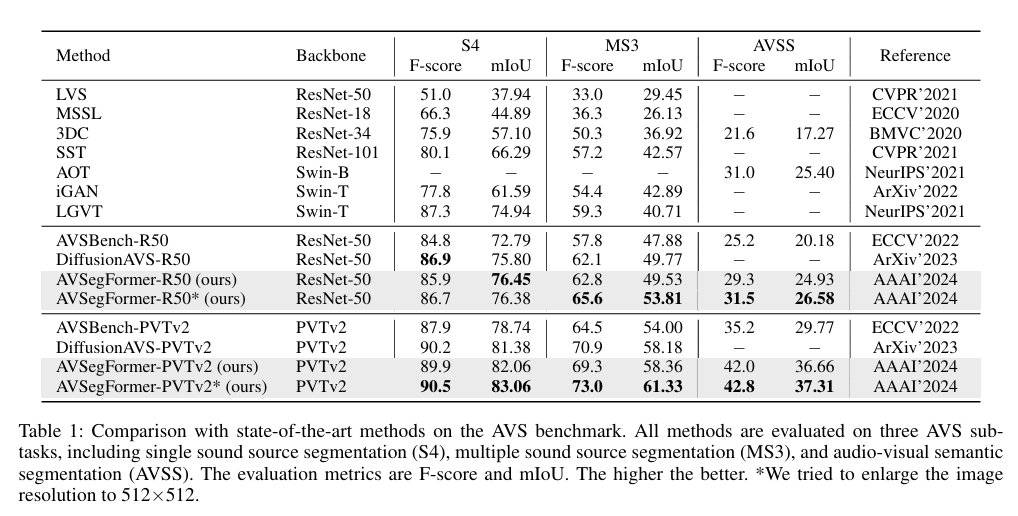 Method Backbone S4 MS3 AVSS Reference
F-score mIoU F-score mIoU F-score mIoU
LVS ResNet-50 51.0 37.94 33.0 29.45 − − CVPR'2021
MSSL ResNet-18 66.3 44.89 36.3 26.13 − − ECCV'2020
3DC ResNet-34 75.9 57.10 50.3 36.92 21.6 17.27 BMVC'2020
SST ResNet-101 80.1 66.29 57.2 42.57 − − CVPR'2021
AOT Swin-B − − − − 31.0 25.40 NeurIPS'2021
iGAN Swin-T 77.8 61.59 54.4 42.89 − − ArXiv'2022
LGVT Swin-T 87.3 74.94 59.3 40.71 − − NeurIPS'2021
AVSBench-R50 ResNet-50 84.8 72.79 57.8 47.88 25.2 20.18 ECCV'2022
DiffusionAVS-R50 ResNet-50 86.9 75.80 62.1 49.77 − − ArXiv'2023
AVSegFormer-R50 (ours) ResNet-50 85.9 76.45 62.8 49.53 29.3 24.93 AAAI'2024
AVSegFormer-R50* (ours) ResNet-50 86.7 76.38 65.6 53.81 31.5 26.58 AAAI'2024
AVSBench-PVTv2 PVTv2 87.9 78.74 64.5 54.00 35.2 29.77 ECCV'2022
DiffusionAVS-PVTv2 PVTv2 90.2 81.38 70.9 58.18 − − ArXiv'2023
AVSegFormer-PVTv2 (ours) PVTv2 89.9 82.06 69.3 58.36 42.0 36.66 AAAI'2024
AVSegFormer-PVTv2* (ours) PVTv2 90.5 83.06 73.0 61.33 42.8 37.31 AAAI'2024
Table 1: Comparison with state-of-the-art methods on the AVS benchmark. All methods are evaluated on three AVS sub-
tasks, including single sound source segmentation (S4), multiple sound source segmentation (MS3), and audio-visual semantic
segmentation (AVSS). The evaluation metrics are F-score and mIoU. The higher the better. *We tried to enlarge the image
resolution to 512×512.